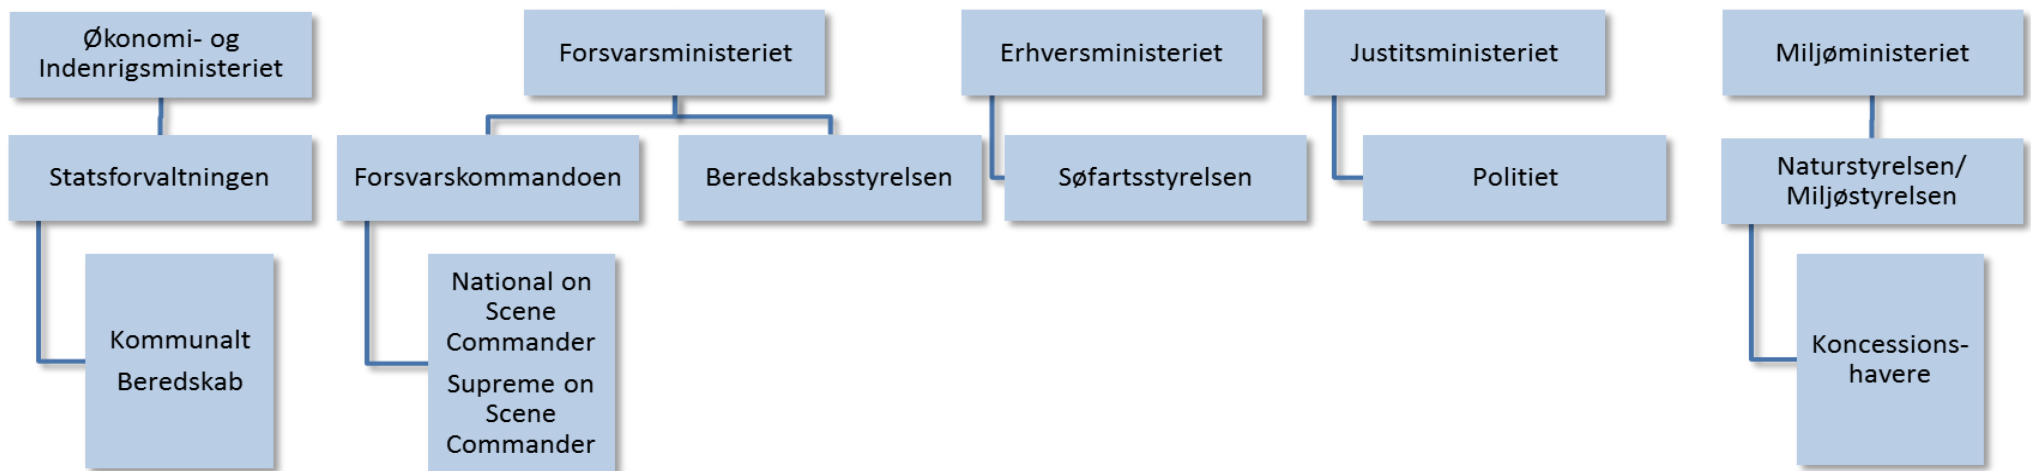 Økonomi- og
Indenrigsministeriet
Forsvarsministeriet
Erhversministeriet
Justitsministeriet
Miljøministeriet
Statsforvaltningen
Forsvarskommandoen
Beredskabsstyrelsen
Søfartsstyrelsen
Politiet
Naturstyrelsen/
Miljøstyrelsen
Kommunalt
Beredskab
National on
Scene
Commander
Supreme on
Scene
Commander
Koncessions-
havere